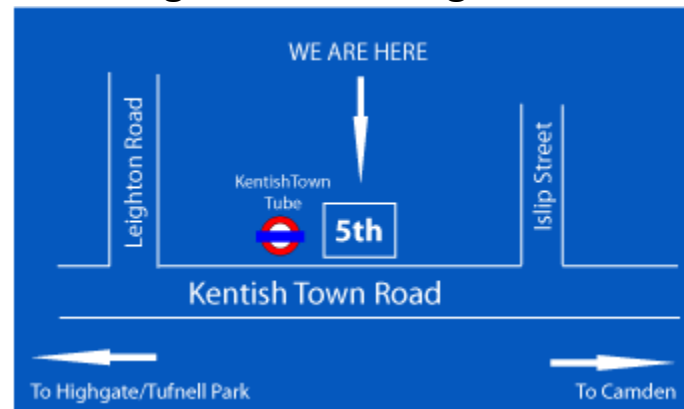 WE ARE HERE
Leighton Road
KentishTown
Tube
5th
Islip Street
Kentish Town Road
To Highgate/Tufnell Park
To Camden